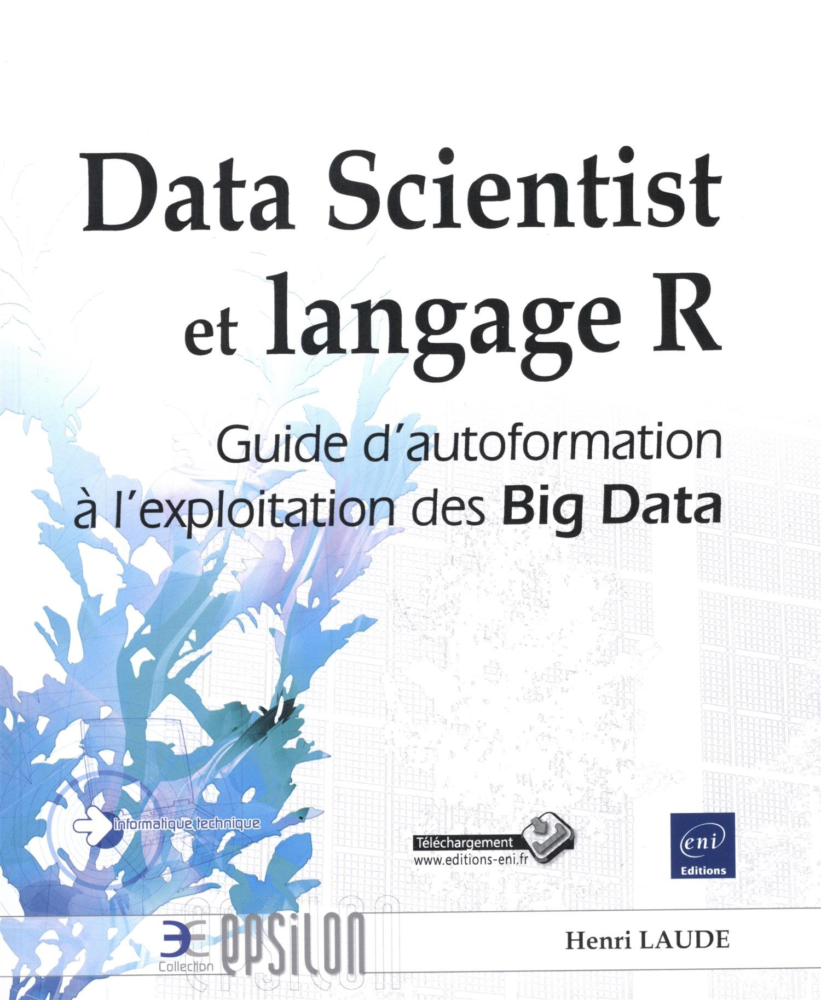 Data Scientist
et langage R
Guide d'autoformation
à l'exploitation des Big Data
informatique technique
Téléchargement
www.editions-eni.fr
eni
Editions
epsilon
Collection
epsilon
Henri LAUDE